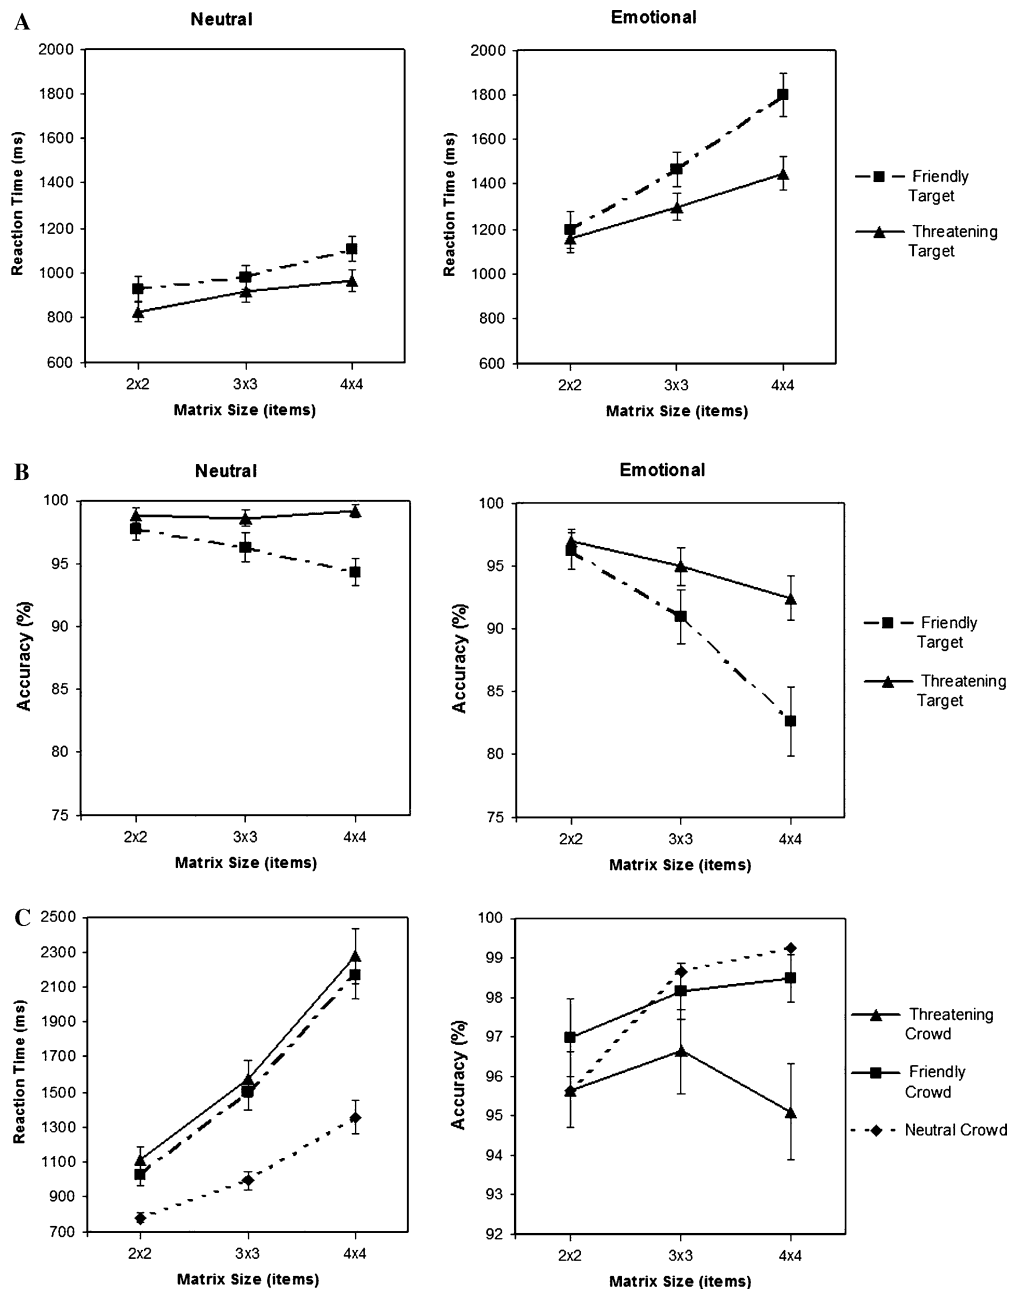 A
Neutral
Emotional
2000
1800
1600
1400
1200
1000
800
600
Reaction Time (ms)
2x2
3x3
4x4
Matrix Size (items)
2000
1800
1600
1400
1200
1000
800
600
Reaction Time (ms)
2x2
3x3
4x4
Matrix Size (items)
Friendly
Target
Threatening
Target
B
Neutral
Emotional
100
95
90
85
80
75
Accuracy (%)
2x2
3x3
4x4
Matrix Size (items)
100
95
90
85
80
75
Accuracy (%)
2x2
3x3
4x4
Matrix Size (items)
Friendly
Target
Threatening
Target
C
2500
2300
2100
1900
1700
1500
1300
1100
900
700
Reaction Time (ms)
2x2
3x3
4x4
Matrix Size (items)
100
99
98
97
96
95
94
93
92
Accuracy (%)
2x2
3x3
4x4
Matrix Size (items)
Threatening
Crowd
Friendly
Crowd
Neutral Crowd